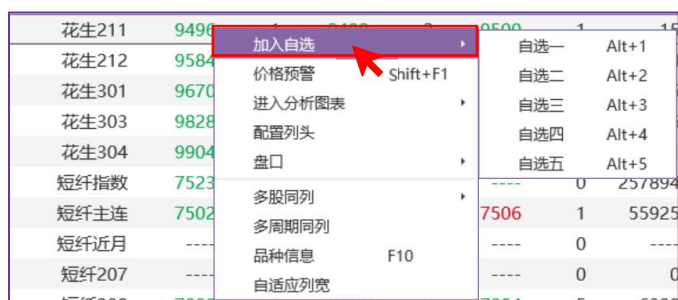 花生211 9496 1 9590 1
加入自选
自选一 Alt+1
花生212 9584
价格预警 Shift+F1
自选二 Alt+2
花生301 9670
进入分析图表
自选三 Alt+3
花生303 9828
配置列头
自选四 Alt+4
花生304 9904
盘口
自选五 Alt+5
短纤指数 7523 ---- 0 257894
多股同列
短纤主连 7502 7506 1 55925
多周期同列
短纤近月 ---- ---- 0 ----
品种信息 F10
短纤207 ---- ---- 0 0
自适应列宽